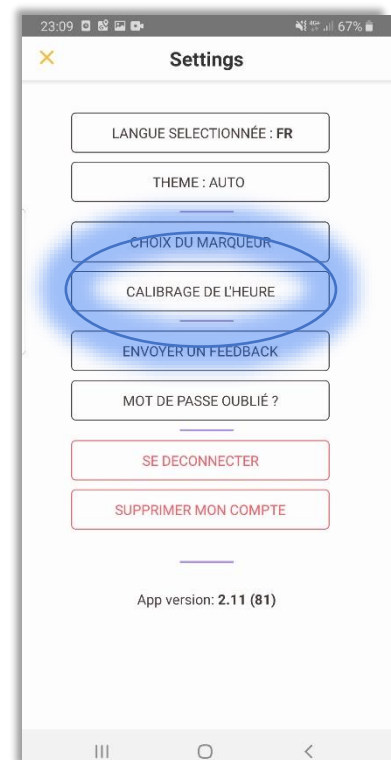 23:09 67%
Settings
LANGUE SELECTIONNÉE : FR
THEME : AUTO
CHOIX DU MARQUEUR
CALIBRAGE DE L'HEURE
ENVOYER UN FEEDBACK
MOT DE PASSE OUBLIÉ ?
SE DECONNECTER
SUPPRIMER MON COMPTE
App version: 2.11 (81)